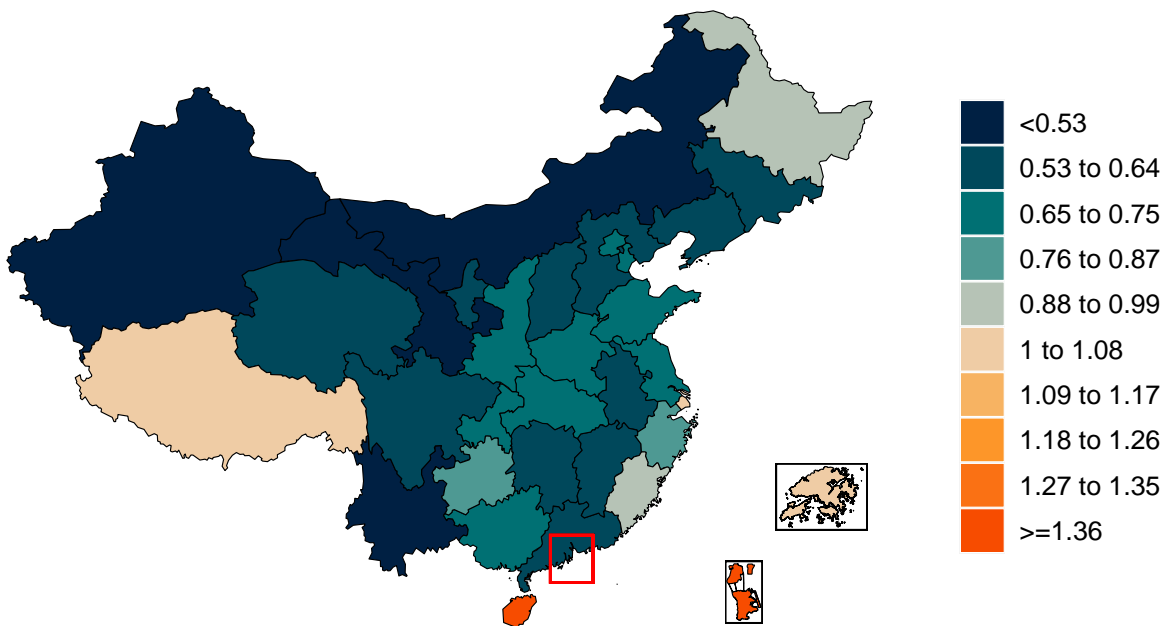 <0.53
0.53 to 0.64
0.65 to 0.75
0.76 to 0.87
0.88 to 0.99
1 to 1.08
1.09 to 1.17
1.18 to 1.26
1.27 to 1.35
>=1.36